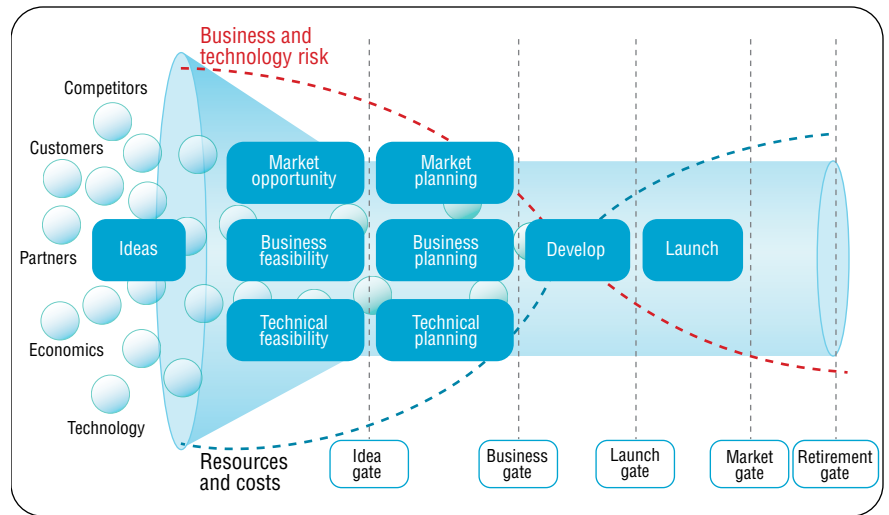 Business and
technology risk
Competitors
Customers
Partners
Economics
Technology
Ideas
Market
opportunity
Business
feasibility
Technical
feasibility
Market
planning
Business
planning
Technical
planning
Develop
Launch
Resources
and costs
Idea
gate
Business
gate
Launch
gate
Market
gate
Retirement
gate